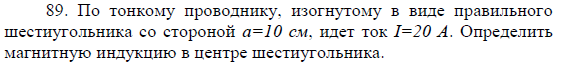 89. По тонкому проводнику, изогнутому в виде правильного
шестиугольника со стороной a=10 см, идет ток I=20 А. Определить
магнитную индукцию в центре шестиугольника.